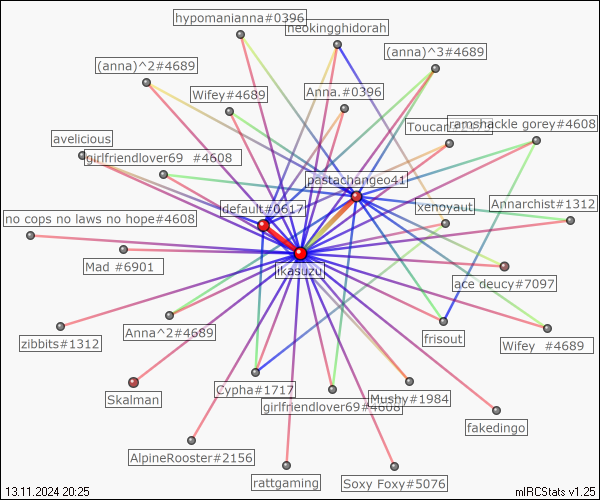 hypomanianna#0396
neokingghidorah
(anna)^2#4689
(anna)^3#4689
Wifey#4689
Anna.#0396
ramshackle gorey#4608
avelicious
girlfriendlover69 #4608
pastachangeo41
no cops no laws no hope#4608
default#0617
xenoyaut
Annarchist#1312
Mad #6901
ikasuzu
ace deucy#7097
zibbits#1312
Anna^2#4689
frisout
Wifey #4689
Skalman
Cypha#1717
girlfriendlover69#4608
Mushy#1984
fakedingo
AlpineRooster#2156
rattgaming
Soxy Foxy#5076
13.11.2024 20:25
mIRCStats v1.25